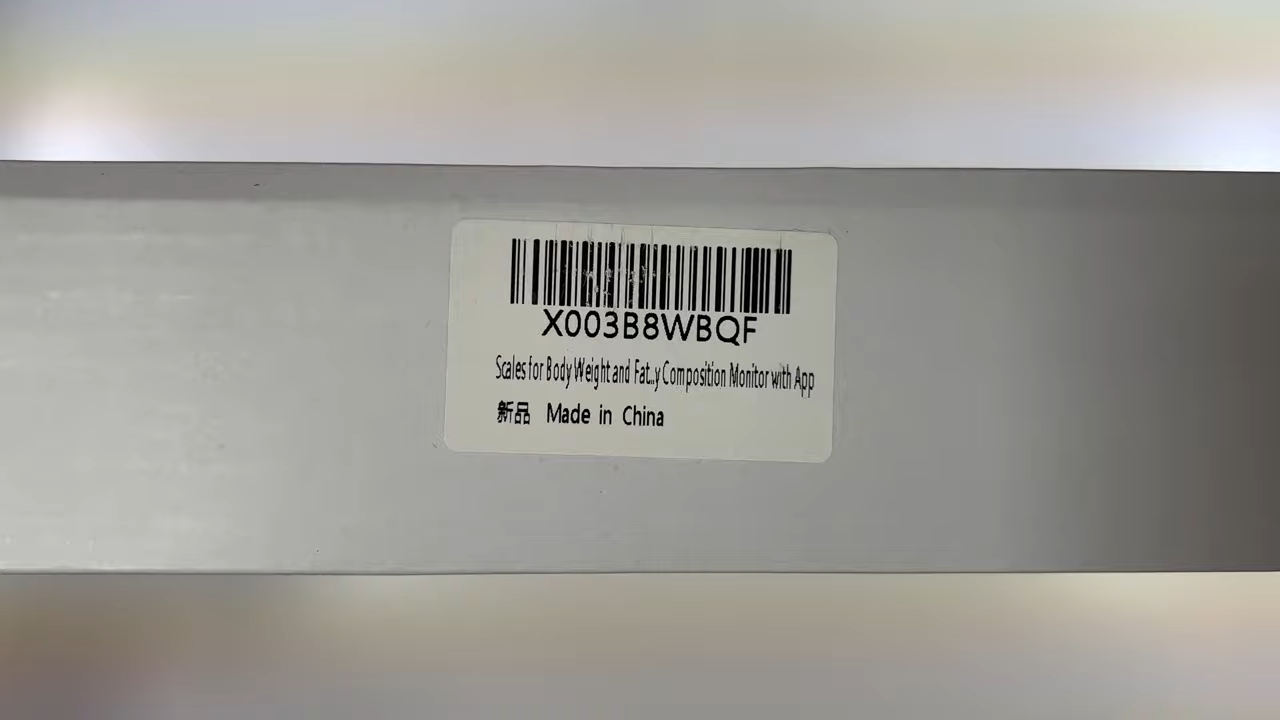 X003B8WBQF
Scales for Body Weight and Fat...y Composition Monitor with App
新品 Made in China